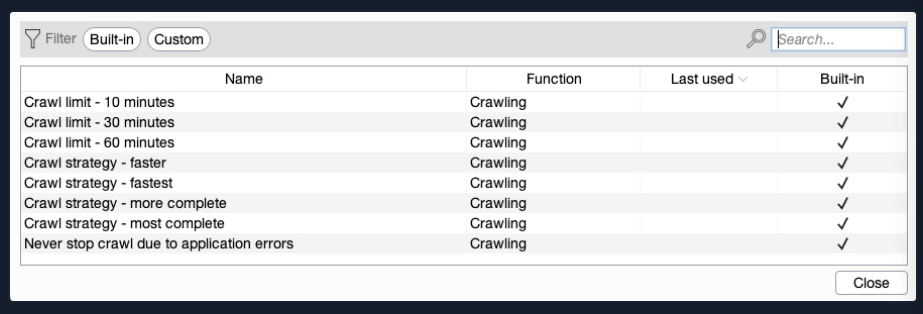 Filter Built-in Custom Search...
Name Function Last used Built-in
Crawl limit - 10 minutes Crawling ✓
Crawl limit - 30 minutes Crawling ✓
Crawl limit - 60 minutes Crawling ✓
Crawl strategy - faster Crawling ✓
Crawl strategy - fastest Crawling ✓
Crawl strategy - more complete Crawling ✓
Crawl strategy - most complete Crawling ✓
Never stop crawl due to application errors Crawling ✓
Close